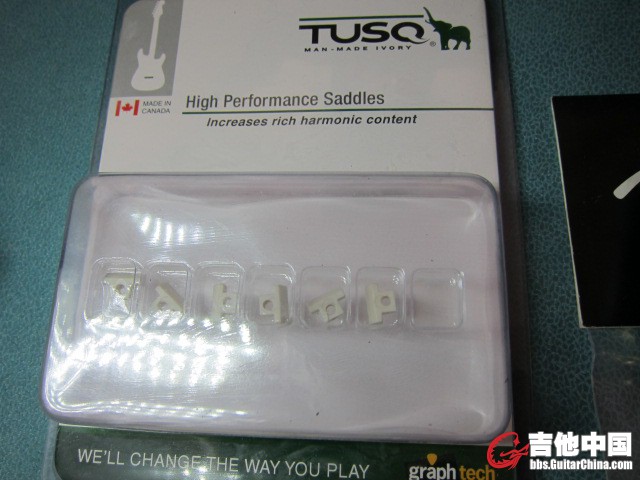 TUSQ
MAN-MADE IVORY
®
MADE IN
CANADA
High Performance Saddles
Increases rich harmonic content
WE'LL CHANGE THE WAY YOU PLAY
graph tech
吉他中国
bbs.GuitarChina.com